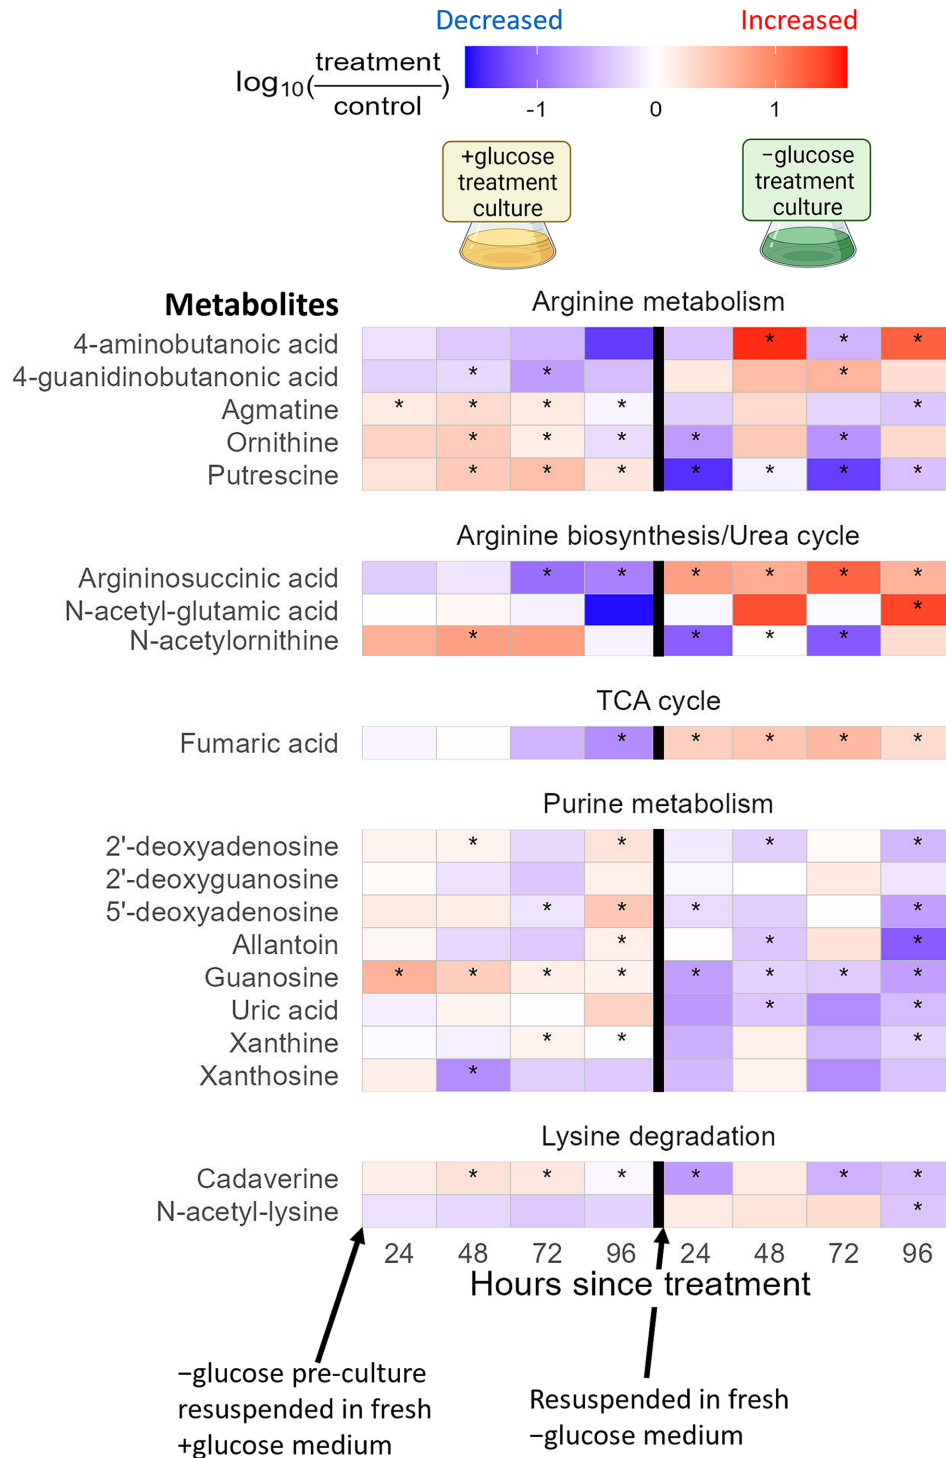 Decreased Increased
log10(treatment/control)
-1 0 1
+glucose
treatment
culture
−glucose
treatment
culture
Metabolites
Arginine metabolism
4-aminobutanoic acid
* * *
4-guanidinobutanonic acid
* * *
Agmatine
* * * * *
Ornithine
* * * * *
Putrescine
* * * * * * *
Arginine biosynthesis/Urea cycle
Argininosuccinic acid
* * * * * *
N-acetyl-glutamic acid
*
N-acetylornithine
* * * *
TCA cycle
Fumaric acid
* * * * *
Purine metabolism
2'-deoxyadenosine
* * * *
2'-deoxyguanosine
5'-deoxyadenosine
* * * *
Allantoin
* * *
Guanosine
* * * * * * * *
Uric acid
* *
Xanthine
* * *
Xanthosine
*
Lysine degradation
Cadaverine
* * * * * *
N-acetyl-lysine
*
24 48 72 96 24 48 72 96
Hours since treatment
−glucose pre-culture
resuspended in fresh
+glucose medium
Resuspended in fresh
−glucose medium